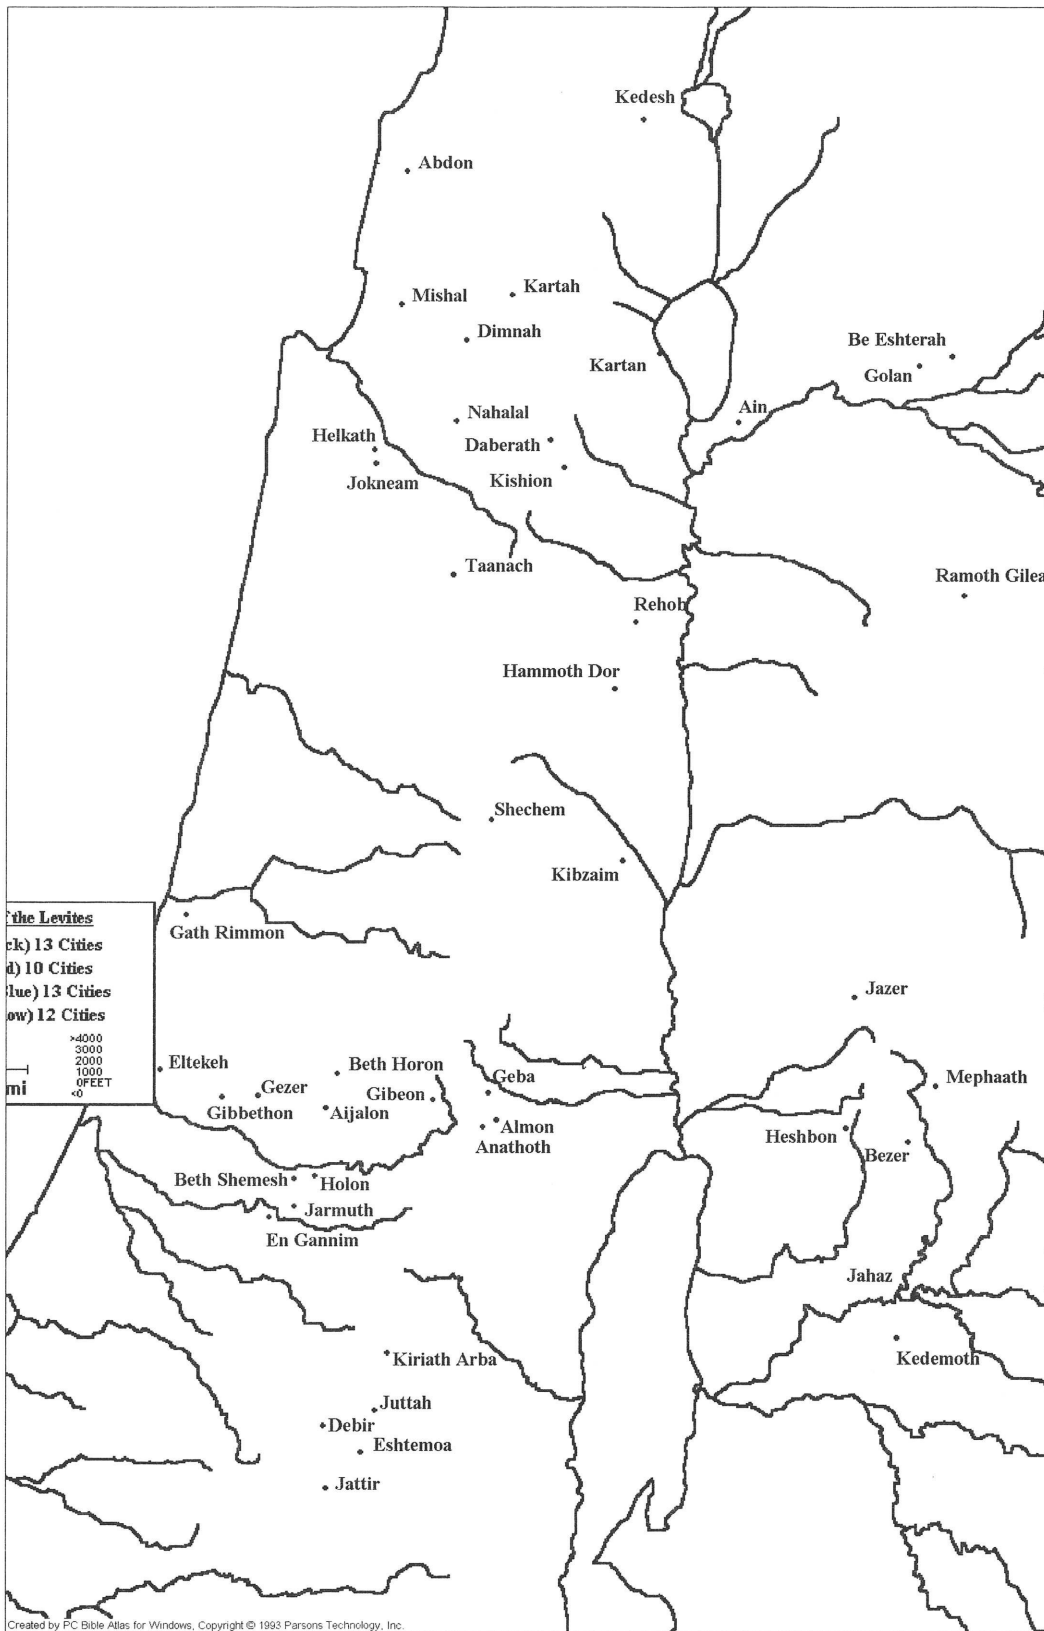 Kedesh
Abdon
Kartah
Mishal
Dimnah
Be Eshterah
Kartan
Golan
Ain
Nahalal
Helkath
Daberath
Kishion
Jokneam
Taanach
Ramoth Gilea
Rehob
Hammoth Dor
Shechem
Kibzaim
f the Levites
Gath Rimmon
ck) 13 Cities
d) 10 Cities
Blue) 13 Cities
ow) 12 Cities
Jazer
>4000
3000
2000
1000
0FEET
<0
mi
Eltekeh
Beth Horon
Geba
Mephaath
Gezer
Gibeon
Gibbethon
Aijalon
Almon
Heshbon
Anathoth
Bezer
Beth Shemesh
Holon
Jarmuth
En Gannim
Jahaz
Kiriath Arba
Kedemoth
Juttah
Debir
Eshtemoa
Jattir
Created by PC Bible Atlas for Windows, Copyright © 1993 Parsons Technology, Inc.